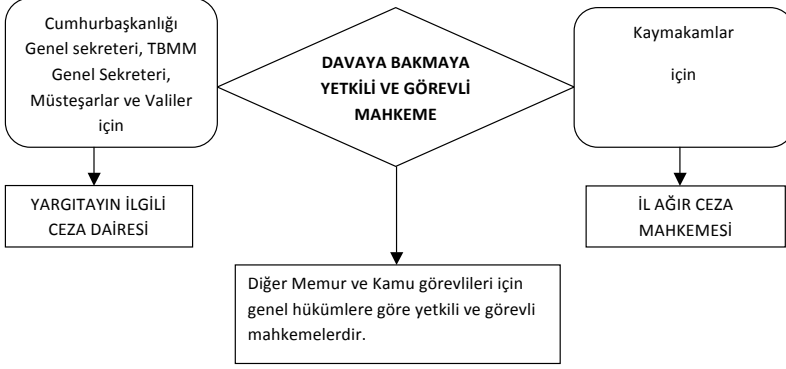 Cumhurbaşkanlığı
Genel sekreteri, TBMM
Genel Sekreteri,
Müsteşarlar ve Valiler
için
DAVAYA BAKMAYA
YETKİLİ VE GÖREVLİ
MAHKEME
Kaymakamlar
için
YARGITAYIN İLGİLİ
CEZA DAİRESİ
İL AĞIR CEZA
MAHKEMESİ
Diğer Memur ve Kamu görevlileri için
genel hükümlere göre yetkili ve görevli
mahkemelerdir.